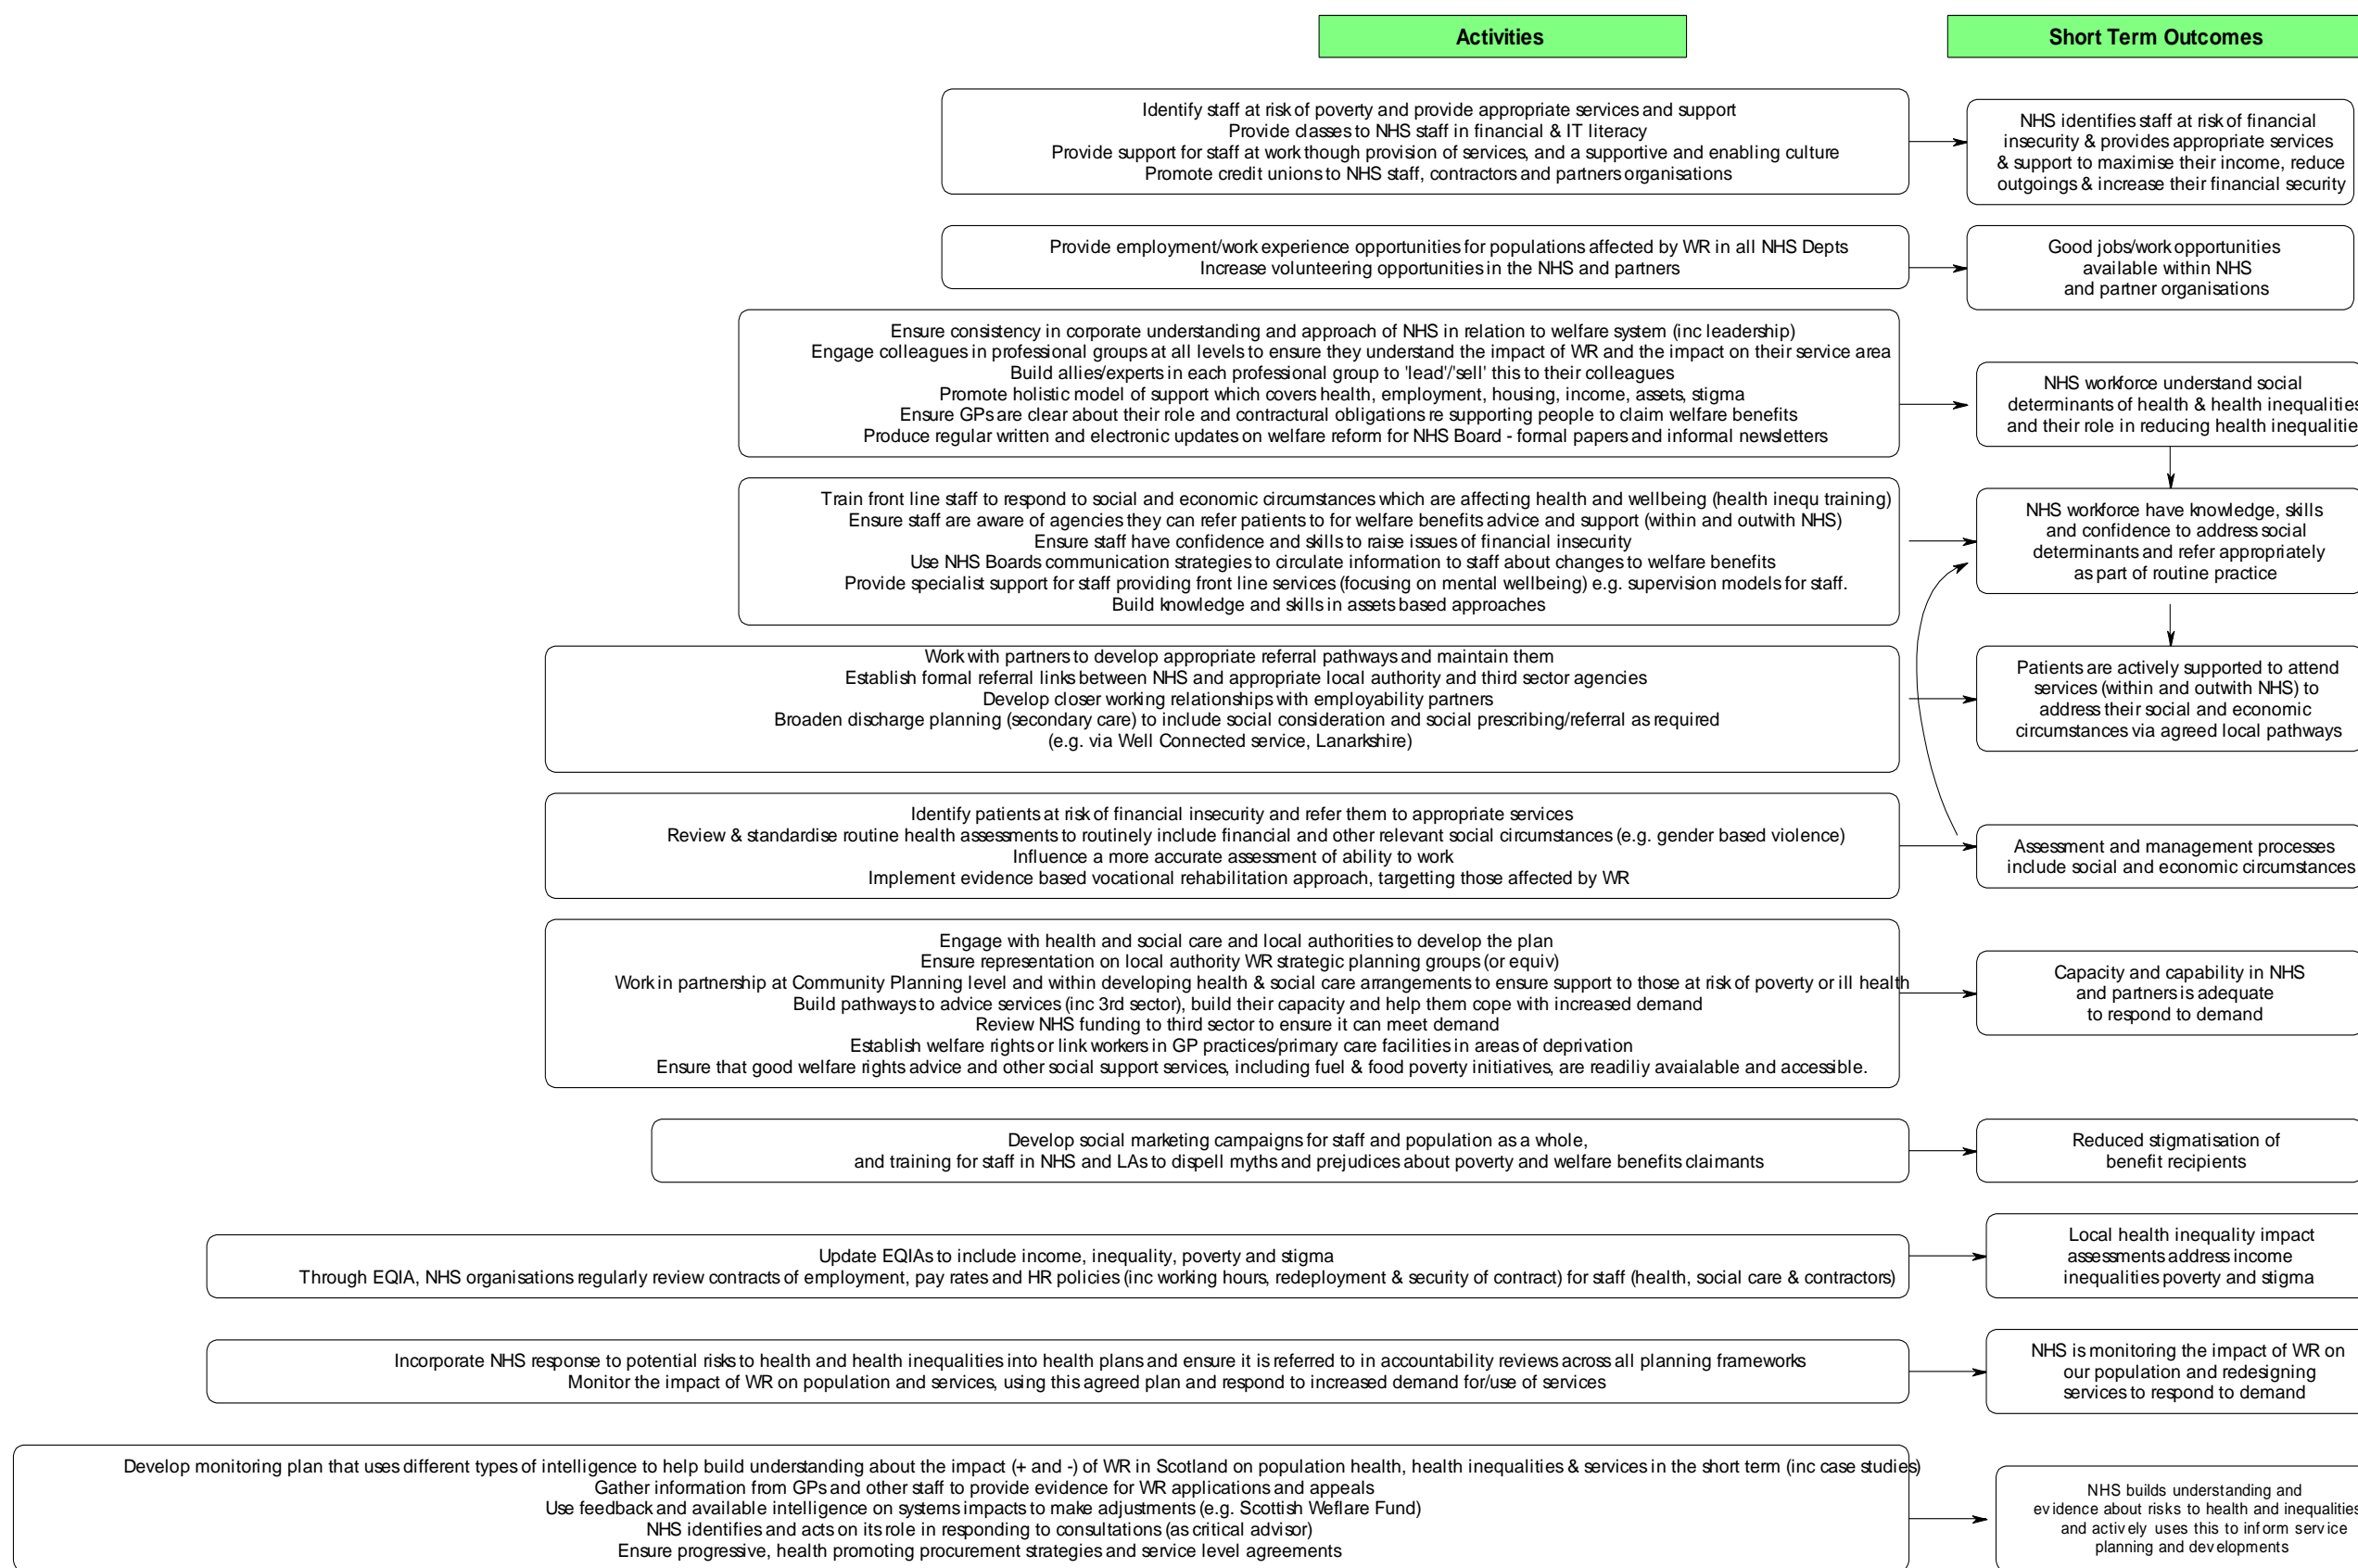 Activities
Short Term Outcomes
Identify staff at risk of poverty and provide appropriate services and support
Provide classes to NHS staff in financial & IT literacy
Provide support for staff at work though provision of services, and a supportive and enabling culture
Promote credit unions to NHS staff, contractors and partners organisations
NHS identifies staff at risk of financial
insecurity & provides appropriate services
& support to maximise their income, reduce
outgoings & increase their financial security
Provide employment/work experience opportunities for populations affected by WR in all NHS Depts
Increase volunteering opportunities in the NHS and partners
Good jobs/work opportunities
available within NHS
and partner organisations
Ensure consistency in corporate understanding and approach of NHS in relation to welfare system (inc leadership)
Engage colleagues in professional groups at all levels to ensure they understand the impact of WR and the impact on their service area
Build allies/experts in each professional group to 'lead'/'sell' this to their colleagues
Promote holistic model of support which covers health, employment, housing, income, assets, stigma
Ensure GPs are clear about their role and contractural obligations re supporting people to claim welfare benefits
Produce regular written and electronic updates on welfare reform for NHS Board - formal papers and informal newsletters
NHS workforce understand social
determinants of health & health inequalities
and their role in reducing health inequalitie
Train front line staff to respond to social and economic circumstances which are affecting health and wellbeing (health inequ training)
Ensure staff are aware of agencies they can refer patients to for welfare benefits advice and support (within and outwith NHS)
Ensure staff have confidence and skills to raise issues of financial insecurity
Use NHS Boards communication strategies to circulate information to staff about changes to welfare benefits
Provide specialist support for staff providing front line services (focusing on mental wellbeing) e.g. supervision models for staff.
Build knowledge and skills in assets based approaches
NHS workforce have knowledge, skills
and confidence to address social
determinants and refer appropriately
as part of routine practice
Work with partners to develop appropriate referral pathways and maintain them
Establish formal referral links between NHS and appropriate local authority and third sector agencies
Develop closer working relationships with employability partners
Broaden discharge planning (secondary care) to include social consideration and social prescribing/referral as required
(e.g. via Well Connected service, Lanarkshire)
Patients are actively supported to attend
services (within and outwith NHS) to
address their social and economic
circumstances via agreed local pathways
Identify patients at risk of financial insecurity and refer them to appropriate services
Review & standardise routine health assessments to routinely include financial and other relevant social circumstances (e.g. gender based violence)
Influence a more accurate assessment of ability to work
Implement evidence based vocational rehabilitation approach, targetting those affected by WR
Assessment and management processes
include social and economic circumstances
Engage with health and social care and local authorities to develop the plan
Ensure representation on local authority WR strategic planning groups (or equiv)
Work in partnership at Community Planning level and within developing health & social care arrangements to ensure support to those at risk of poverty or ill health
Build pathways to advice services (inc 3rd sector), build their capacity and help them cope with increased demand
Review NHS funding to third sector to ensure it can meet demand
Establish welfare rights or link workers in GP practices/primary care facilities in areas of deprivation
Ensure that good welfare rights advice and other social support services, including fuel & food poverty initiatives, are readiliy avaialable and accessible.
Capacity and capability in NHS
and partners is adequate
to respond to demand
Develop social marketing campaigns for staff and population as a whole,
and training for staff in NHS and LAs to dispell myths and prejudices about poverty and welfare benefits claimants
Reduced stigmatisation of
benefit recipients
Update EQIAs to include income, inequality, poverty and stigma
Through EQIA, NHS organisations regularly review contracts of employment, pay rates and HR policies (inc working hours, redeployment & security of contract) for staff (health, social care & contractors)
Local health inequality impact
assessments address income
inequalities poverty and stigma
Incorporate NHS response to potential risks to health and health inequalities into health plans and ensure it is referred to in accountability reviews across all planning frameworks
Monitor the impact of WR on population and services, using this agreed plan and respond to increased demand for/use of services
NHS is monitoring the impact of WR on
our population and redesigning
services to respond to demand
Develop monitoring plan that uses different types of intelligence to help build understanding about the impact (+ and -) of WR in Scotland on population health, health inequalities & services in the short term (inc case studies)
Gather information from GPs and other staff to provide evidence for WR applications and appeals
Use feedback and available intelligence on systems impacts to make adjustments (e.g. Scottish Weflare Fund)
NHS identifies and acts on its role in responding to consultations (as critical advisor)
Ensure progressive, health promoting procurement strategies and service level agreements
NHS builds understanding and
evidence about risks to health and inequalities
and actively uses this to inform service
planning and developments